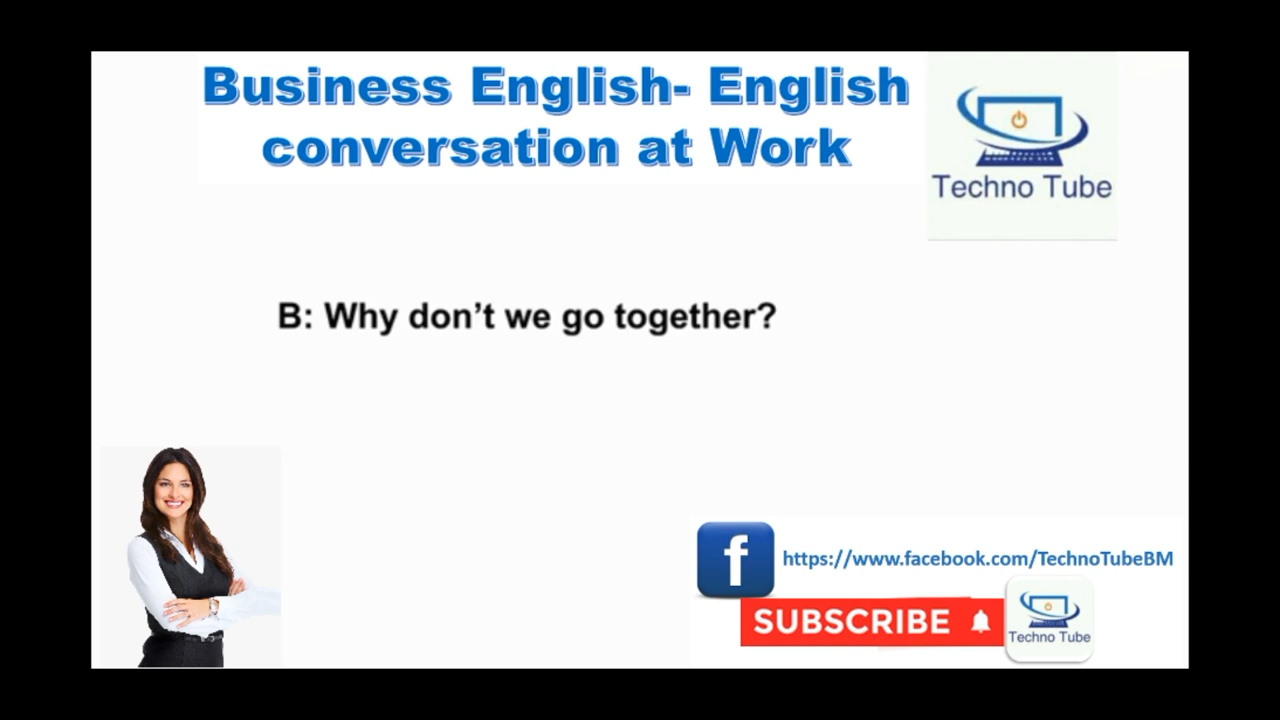 Business English- English
conversation at Work
Techno Tube
B: Why don’t we go together?
f
https://www.facebook.com/TechnoTubeBM
SUBSCRIBE
Techno Tube